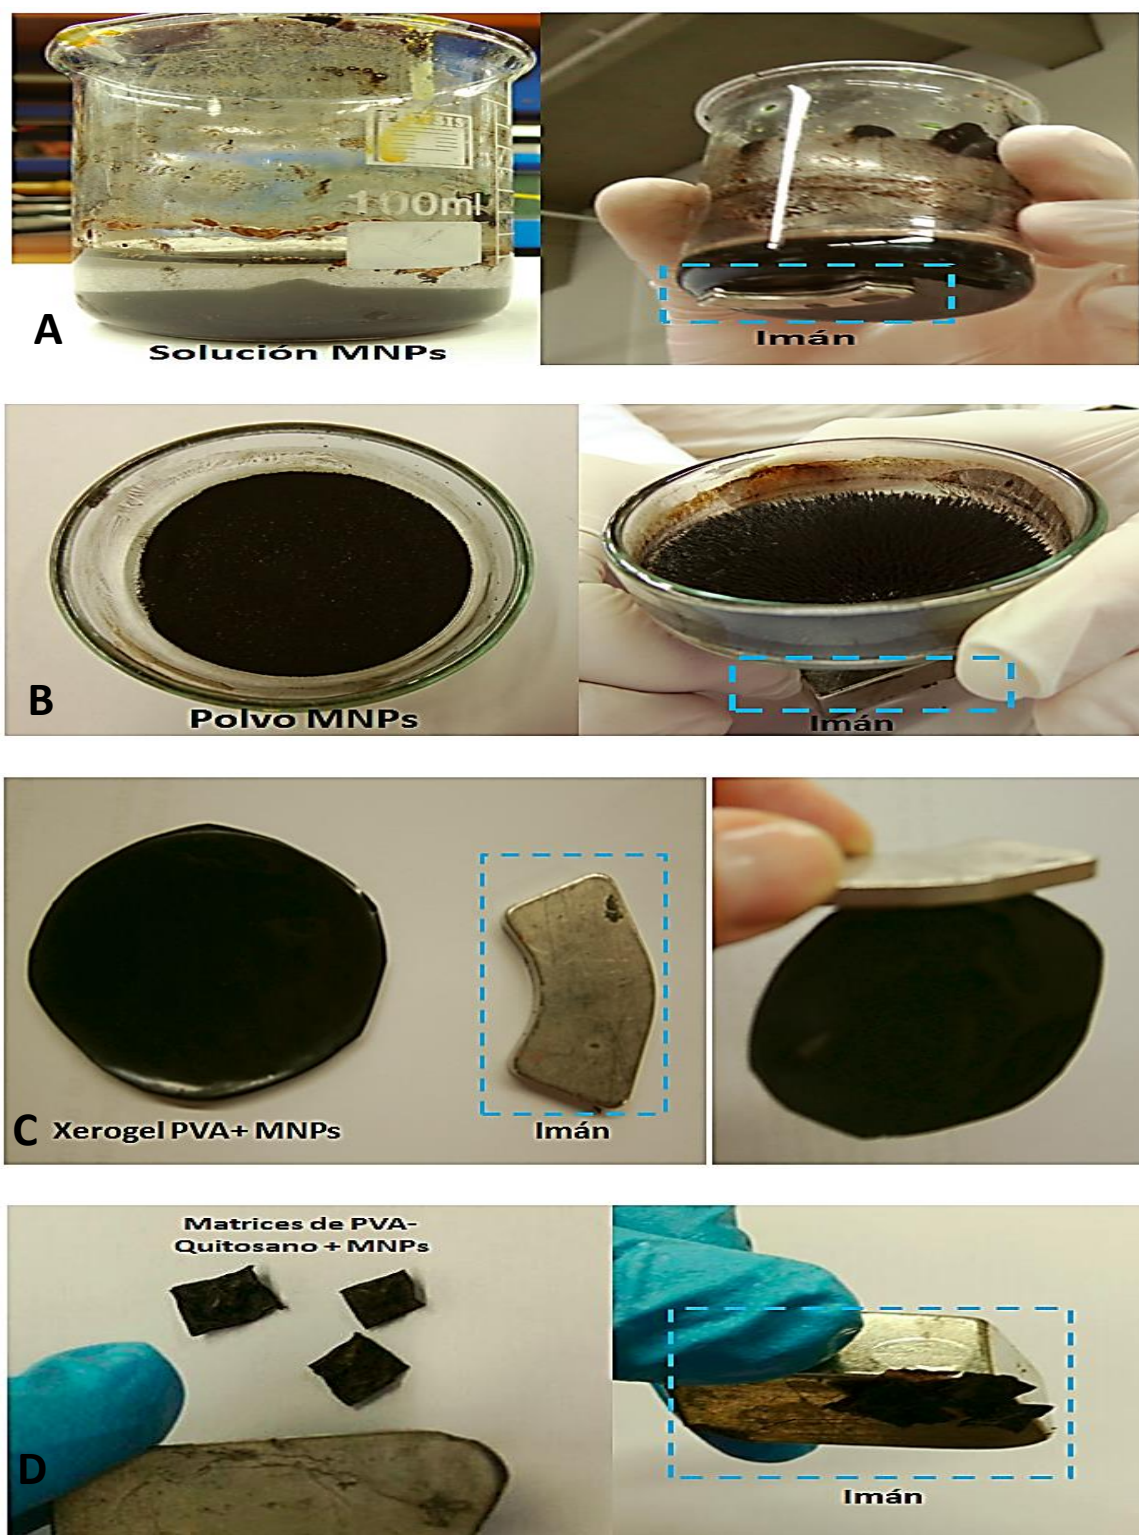 100ml
A
Solución MNPs
Imán
B
Polvo MNPs
Imán
C
Xerogel PVA+ MNPs
Imán
Matrices de PVA-
Quitosano + MNPs
D
Imán